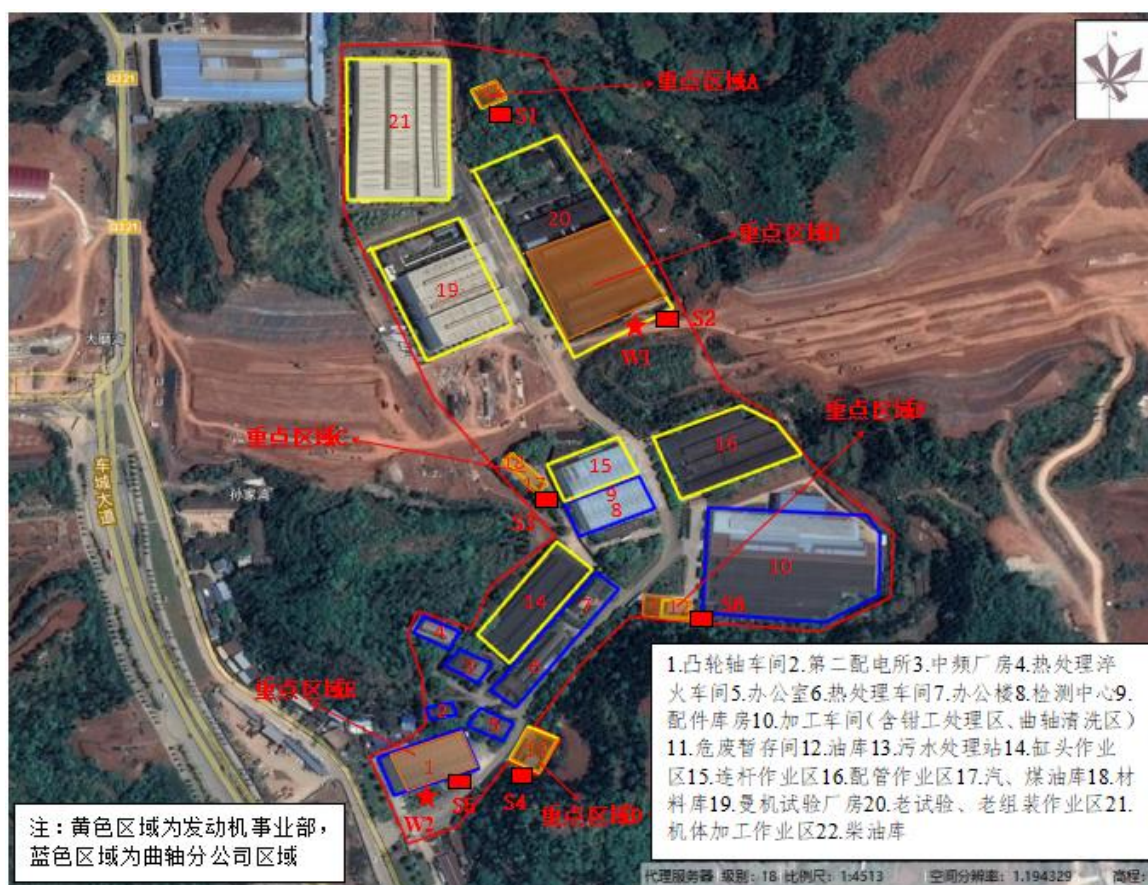 G321
重点区域A
S1
21
G321
20
重点区域B
19
S2
W1
大
重点区域F
重点区域C
16
15
18
17
9
8
S3
车城大道
孙家湾
10
14
7
S6
4
6
重点区域E
2
1
S5
S4
W2
重点区域D
1.凸轮轴车间2.第二配电所3.中频厂房4.热处理淬
火车间5.办公室6.热处理车间7.办公楼8.检测中心9.
配件库房10.加工车间(含钳工处理区、曲轴清洗区)
11.危废暂存间12.油库13.污水处理站14.缸头作业
区15.连杆作业区16.配管作业区17.汽、煤油库18.材
料库19.曼机试验厂房20.老试验、老组装作业区21.
机体加工作业区22.柴油库
注：黄色区域为发动机事业部，
蓝色区域为曲轴分公司区域
代理服务器 级别：18 比例尺：1:4513 空间分辨率：1.194329 高程